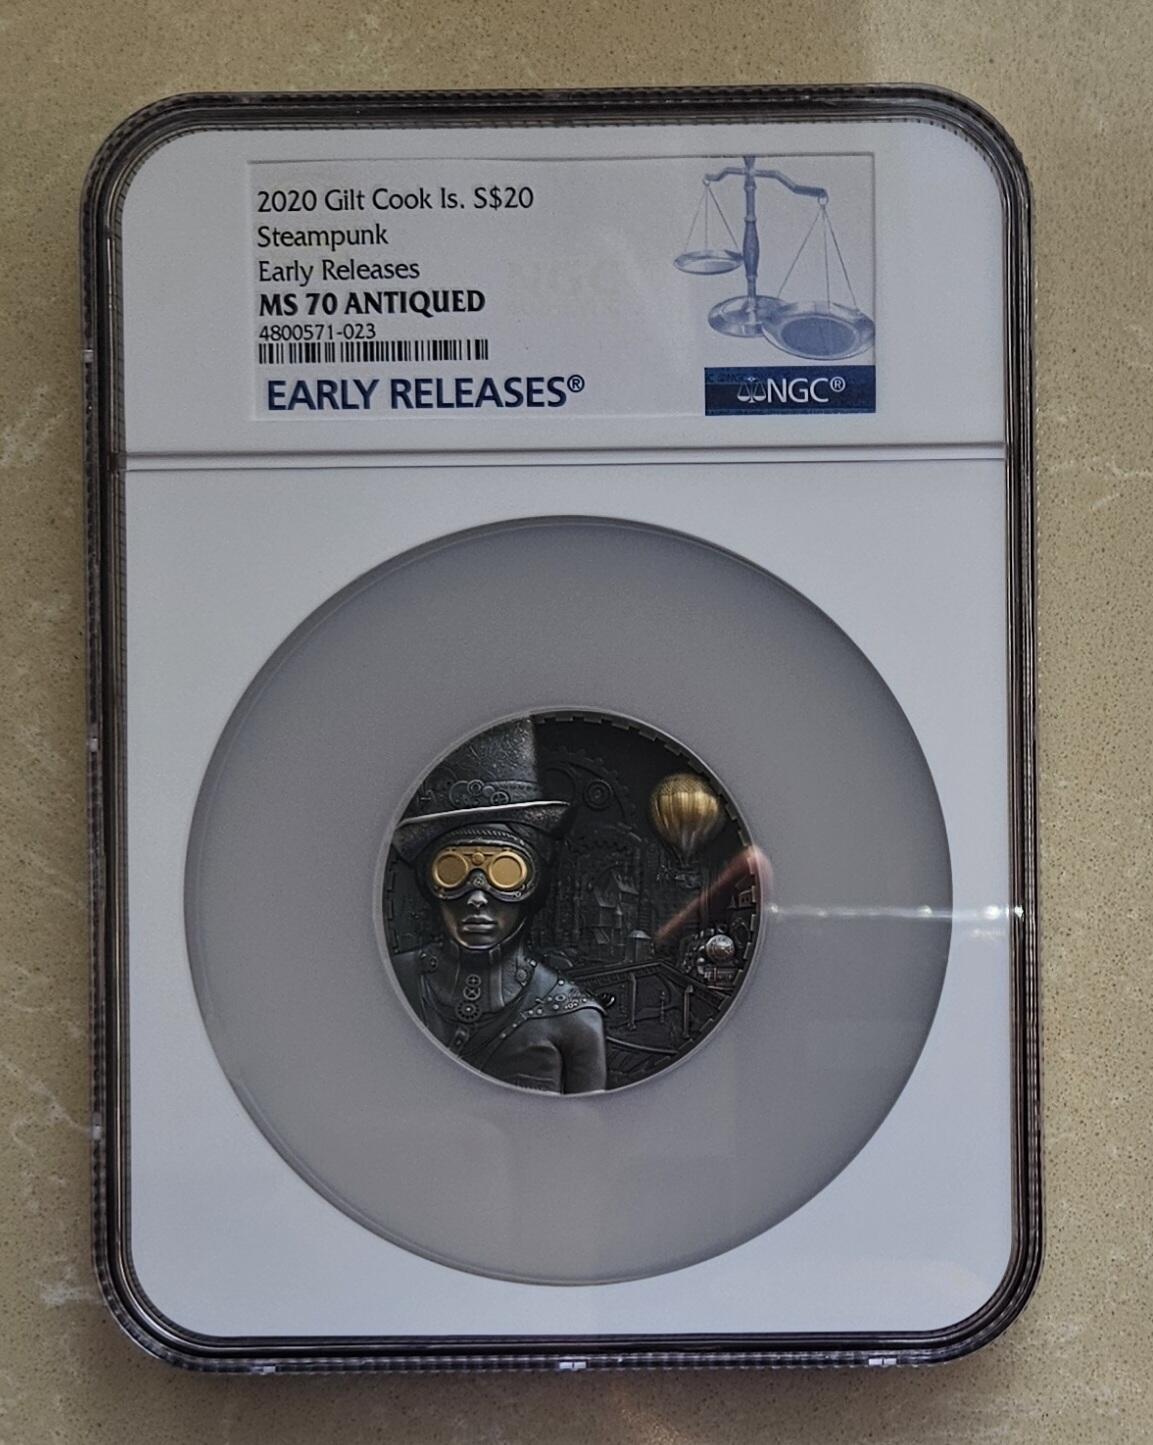 2020 Gilt Cook Is. S$20
Steampunk
Early Releases
MS 70 ANTIQUED
4800571-023
EARLY RELEASES®
NGC®